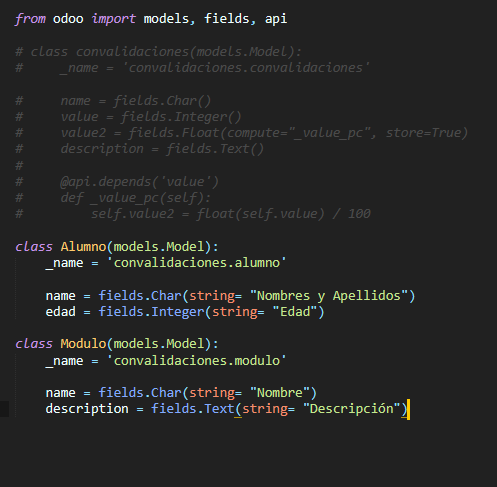 from odoo import models, fields, api
# class convalidaciones(models.Model):
#     _name = 'convalidaciones.convalidaciones'
#     name = fields.Char()
#     value = fields.Integer()
#     value2 = fields.Float(compute="_value_pc", store=True)
#     description = fields.Text()
#
#     @api.depends('value')
#     def _value_pc(self):
#         self.value2 = float(self.value) / 100
class Alumno(models.Model):
    _name = 'convalidaciones.alumno'
    name = fields.Char(string= "Nombres y Apellidos")
    edad = fields.Integer(string= "Edad")
class Modulo(models.Model):
    _name = 'convalidaciones.modulo'
    name = fields.Char(string= "Nombre")
    description = fields.Text(string= "Descripción")